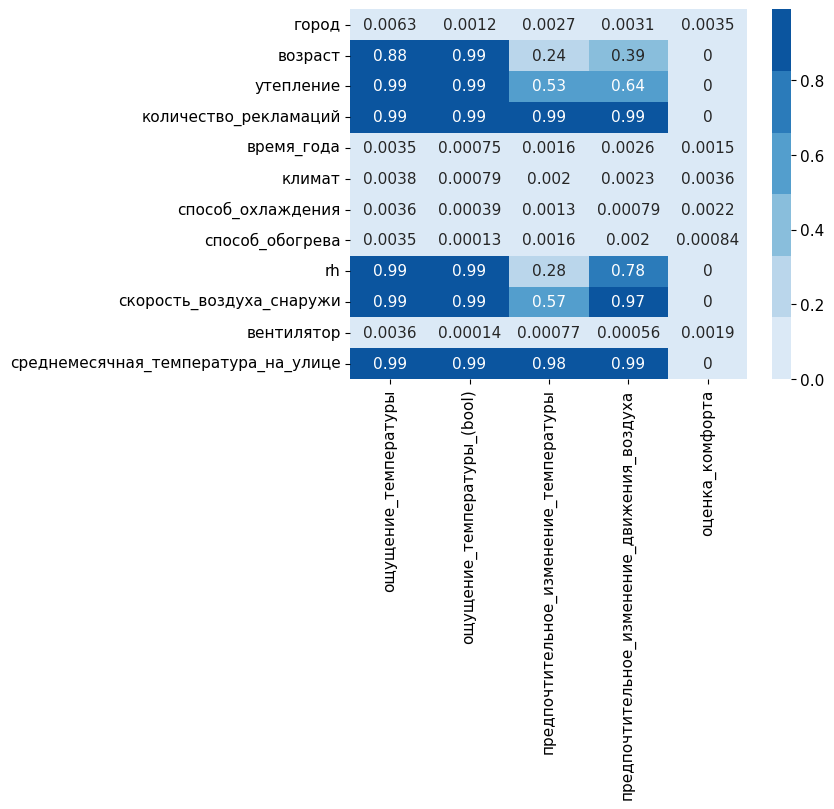 город 0.0063 0.0012 0.0027 0.0031 0.0035
возраст 0.88 0.99 0.24 0.39 0
утепление 0.99 0.99 0.53 0.64 0
количество_рекламаций 0.99 0.99 0.99 0.99 0
время_года 0.0035 0.00075 0.0016 0.0026 0.0015
климат 0.0038 0.00079 0.002 0.0023 0.0036
способ_охлаждения 0.0036 0.00039 0.0013 0.00079 0.0022
способ_обогрева 0.0035 0.00013 0.0016 0.002 0.00084
rh 0.99 0.99 0.28 0.78 0
скорость_воздуха_снаружи 0.99 0.99 0.57 0.97 0
вентилятор 0.0036 0.00014 0.00077 0.00056 0.0019
среднемесячная_температура_на_улице 0.99 0.99 0.98 0.99 0
ощущение_температуры
ощущение_температуры_(bool)
предпочтительное_изменение_температуры
предпочтительное_изменение_движения_воздуха
оценка_комфорта
0.8
0.6
0.4
0.2
0.0